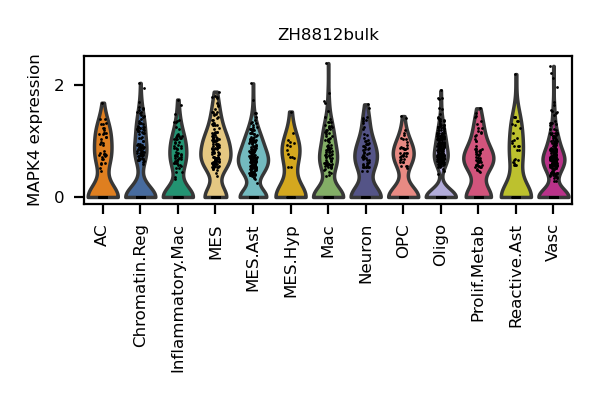 ZH8812bulk
MAPK4 expression
2
0
AC
Chromatin.Reg
Inflammatory.Mac
MES
MES.Ast
MES.Hyp
Mac
Neuron
OPC
Oligo
Prolif.Metab
Reactive.Ast
Vasc